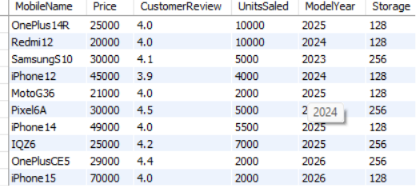 MobileName Price CustomerReview UnitsSaled ModelYear Storage
OnePlus14R 25000 4.0 10000 2025 128
Redmi12 20000 4.0 10000 2024 128
SamsungS10 30000 4.1 5000 2023 256
iPhone12 45000 3.9 4000 2024 128
MotoG36 21000 4.0 2000 2025 128
Pixel6A 30000 4.5 5000 2 2024 256
iPhone14 49000 4.0 5500 2025 128
IQZ6 25000 4.2 7000 2025 256
OnePlusCE5 29000 4.4 2000 2026 256
iPhone15 70000 4.0 2000 2026 128